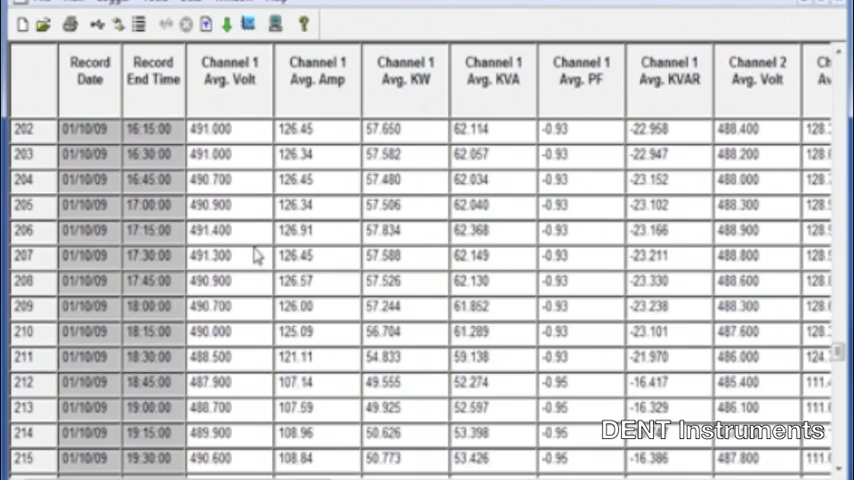 Record Date Record End Time Channel 1 Avg. Volt Channel 1 Avg. Amp Channel 1 Avg. KW Channel 1 Avg. KVA Channel 1 Avg. PF Channel 1 Avg. KVAR Channel 2 Avg. Volt
202 01/10/09 16:15:00 491.000 126.45 57.650 62.114 -0.93 -22.958 488.400 128.
203 01/10/09 16:30:00 491.000 126.34 57.582 62.057 -0.93 -22.947 488.200 128.
204 01/10/09 16:45:00 490.700 126.45 57.480 62.034 -0.93 -23.152 488.000 128.
205 01/10/09 17:00:00 490.900 126.34 57.506 62.040 -0.93 -23.102 488.300 128.
206 01/10/09 17:15:00 491.400 126.91 57.834 62.368 -0.93 -23.166 488.900 128.
207 01/10/09 17:30:00 491.300 126.45 57.588 62.149 -0.93 -23.211 488.800 128.
208 01/10/09 17:45:00 490.900 126.57 57.526 62.130 -0.93 -23.330 488.600 128.
209 01/10/09 18:00:00 490.700 126.00 57.244 61.852 -0.93 -23.238 488.300 128.
210 01/10/09 18:15:00 490.000 125.09 56.704 61.289 -0.93 -23.101 487.600 128.
211 01/10/09 18:30:00 488.500 121.11 54.833 59.138 -0.93 -21.970 486.000 124.
212 01/10/09 18:45:00 487.900 107.14 49.555 52.274 -0.95 -16.417 485.400 111.
213 01/10/09 19:00:00 488.700 107.59 49.925 52.597 -0.95 -16.329 486.100 111.
214 01/10/09 19:15:00 489.900 108.96 50.626 53.398 -0.95
DENT Instruments
215 01/10/09 19:30:00 490.600 108.84 50.773 53.426 -0.95 -16.386 487.800 111.